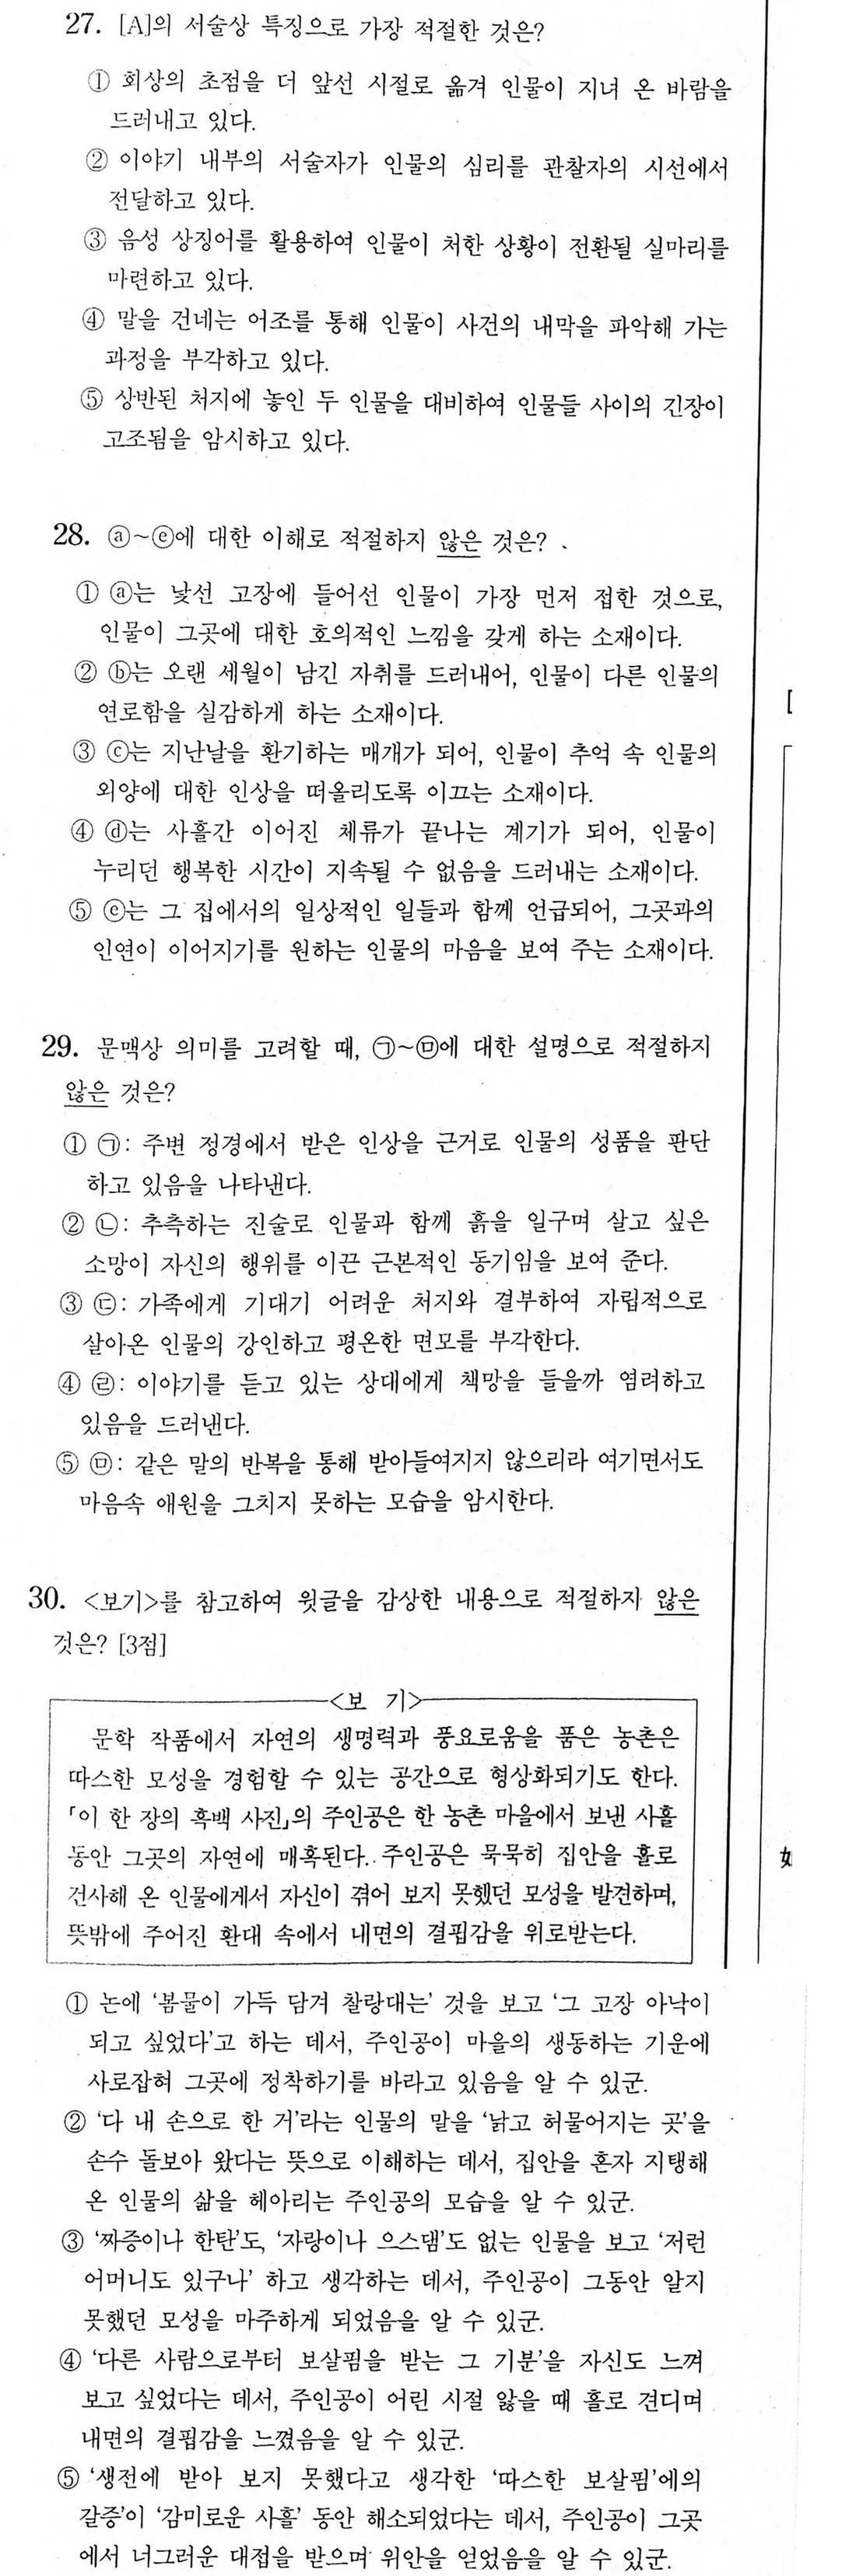 27. [A]의 서술상 특징으로 가장 적절한 것은?
① 회상의 초점을 더 앞선 시절로 옮겨 인물이 지녀 온 바람을
드러내고 있다.
② 이야기 내부의 서술자가 인물의 심리를 관찰자의 시선에서
전달하고 있다.
③ 음성 상징어를 활용하여 인물이 처한 상황이 전환될 실마리를
마련하고 있다.
④ 말을 건네는 어조를 통해 인물이 사건의 내막을 파악해 가는
과정을 부각하고 있다.
⑤ 상반된 처지에 놓인 두 인물을 대비하여 인물들 사이의 긴장이
고조됨을 암시하고 있다.
28. ⓐ~ⓔ에 대한 이해로 적절하지 않은 것은?
① ⓐ는 낯선 고장에 들어선 인물이 가장 먼저 접한 것으로,
인물이 그곳에 대한 호의적인 느낌을 갖게 하는 소재이다.
② ⓑ는 오랜 세월이 남긴 자취를 드러내어, 인물이 다른 인물의
연로함을 실감하게 하는 소재이다.
③ ⓒ는 지난날을 환기하는 매개가 되어, 인물이 추억 속 인물의
외양에 대한 인상을 떠올리도록 이끄는 소재이다.
④ ⓓ는 사흘간 이어진 체류가 끝나는 계기가 되어, 인물이
누리던 행복한 시간이 지속될 수 없음을 드러내는 소재이다.
⑤ ⓔ는 그 집에서의 일상적인 일들과 함께 언급되어, 그곳과의
인연이 이어지기를 원하는 인물의 마음을 보여 주는 소재이다.
29. 문맥상 의미를 고려할 때, ㉠~㉤에 대한 설명으로 적절하지
않은 것은?
① ㉠: 주변 정경에서 받은 인상을 근거로 인물의 성품을 판단
하고 있음을 나타낸다.
② ㉡: 추측하는 진술로 인물과 함께 흙을 일구며 살고 싶은
소망이 자신의 행위를 이끈 근본적인 동기임을 보여 준다.
③ ㉢: 가족에게 기대기 어려운 처지와 결부하여 자립적으로
살아온 인물의 강인하고 평온한 면모를 부각한다.
④ ㉣: 이야기를 듣고 있는 상대에게 책망을 들을까 염려하고
있음을 드러낸다.
⑤ ㉤: 같은 말의 반복을 통해 받아들여지지 않으리라 여기면서도
마음속 애원을 그치지 못하는 모습을 암시한다.
30. <보기>를 참고하여 윗글을 감상한 내용으로 적절하지 않은
것은? [3점]
<보 기>
문학 작품에서 자연의 생명력과 풍요로움을 품은 농촌은
따스한 모성을 경험할 수 있는 공간으로 형상화되기도 한다.
「이 한 장의 흑백 사진」의 주인공은 한 농촌 마을에서 보낸 사흘
동안 그곳의 자연에 매혹된다. 주인공은 묵묵히 집안을 홀로
건사해 온 인물에게서 자신이 겪어 보지 못했던 모성을 발견하며,
뜻밖에 주어진 환대 속에서 내면의 결핍감을 위로받는다.
① 논에 '봄물이 가득 담겨 찰랑대는' 것을 보고 '그 고장 아낙이
되고 싶었다'고 하는 데서, 주인공이 마을의 생동하는 기운에
사로잡혀 그곳에 정착하기를 바라고 있음을 알 수 있군.
② '다 내 손으로 한 거'라는 인물의 말을 '낡고 허물어지는 곳'을
손수 돌보아 왔다는 뜻으로 이해하는 데서, 집안을 혼자 지탱해
온 인물의 삶을 헤아리는 주인공의 모습을 알 수 있군.
③ '짜증이나 한탄'도, '자랑이나 으스댐'도 없는 인물을 보고 '저런
어머니도 있구나' 하고 생각하는 데서, 주인공이 그동안 알지
못했던 모성을 마주하게 되었음을 알 수 있군.
④ '다른 사람으로부터 보살핌을 받는 그 기분'을 자신도 느껴
보고 싶었다는 데서, 주인공이 어린 시절 앓을 때 홀로 견디며
내면의 결핍감을 느꼈음을 알 수 있군.
⑤ '생전에 받아 보지 못했다고 생각한 '따스한 보살핌'에의
갈증'이 '감미로운 사흘' 동안 해소되었다는 데서, 주인공이 그곳
에서 너그러운 대접을 받으며 위안을 얻었음을 알 수 있군.